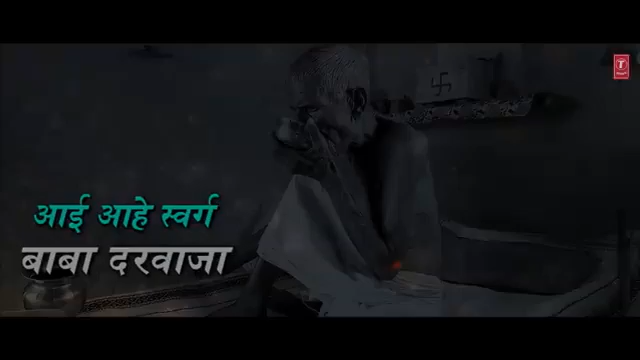 आई आहे स्वर्ग
बाबा दरवाजा